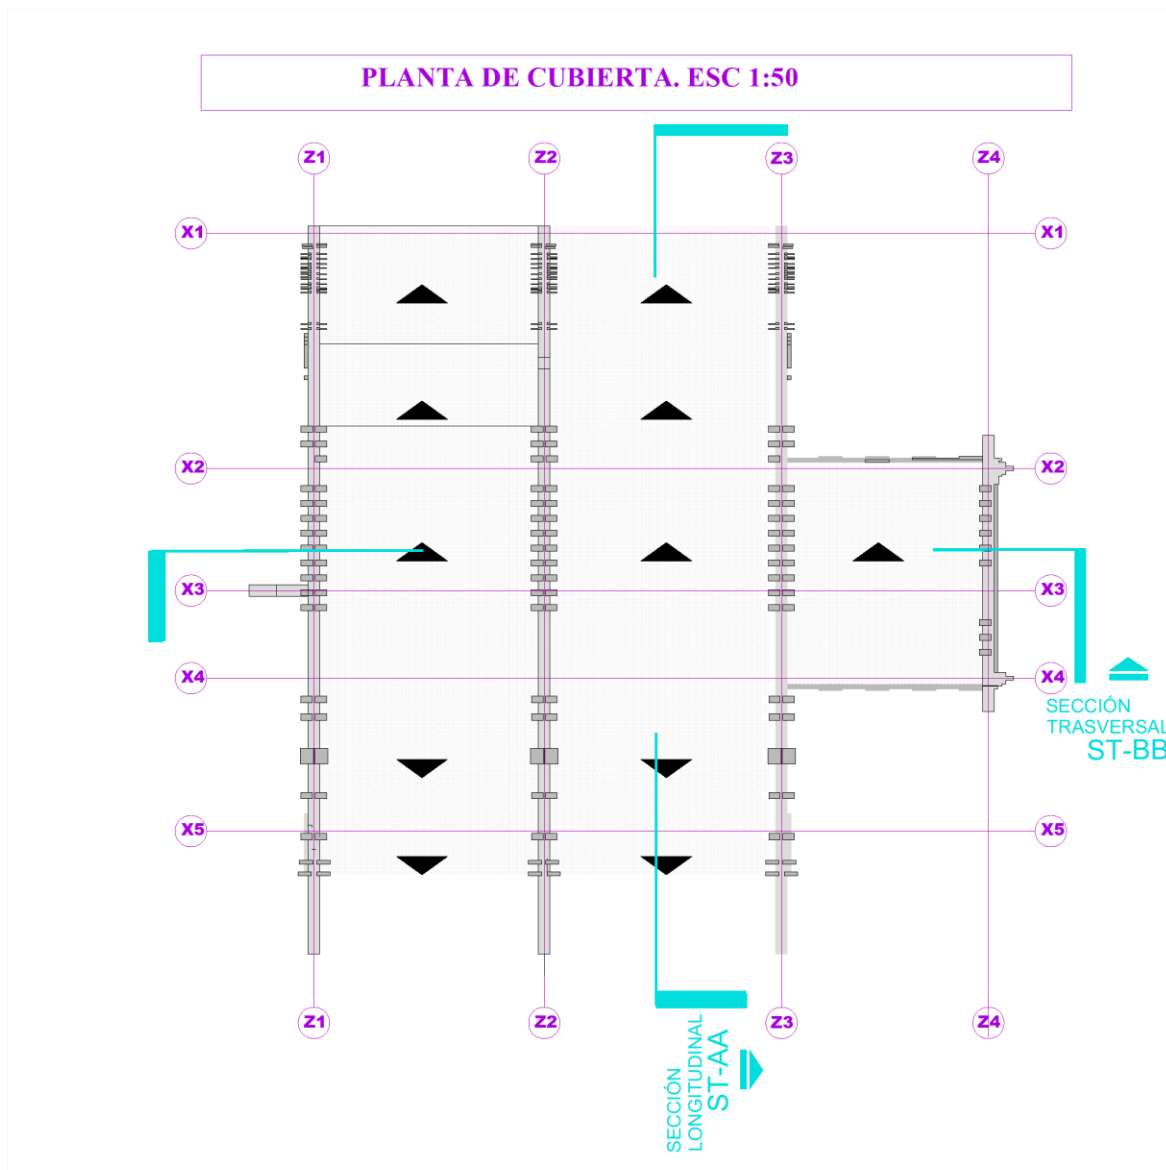 PLANTA DE CUBIERTA. ESC 1:50
Z1 Z2 Z3 Z4
X1 X1
X2 X2
X3 X3
X4 X4
SECCIÓN
TRASVERSAL
ST-BB
X5 X5
Z1 Z2 Z3 Z4
SECCIÓN
LONGITUDINAL
ST-AA